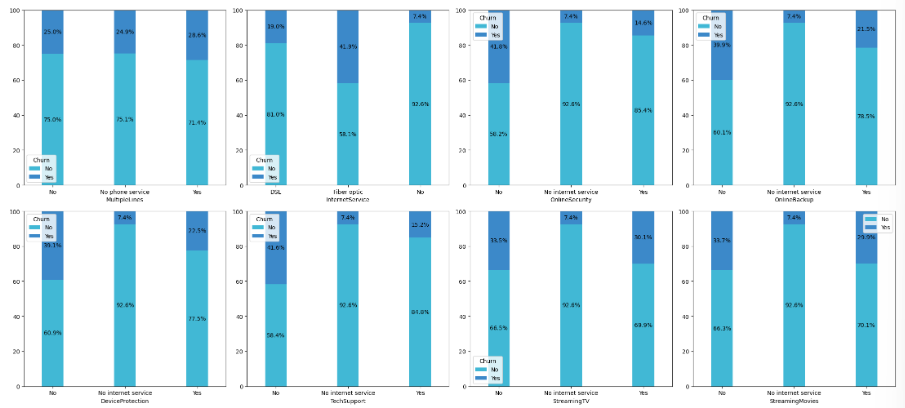 100
80
60
40
20
0
25.0%
24.9%
28.6%
75.0%
75.1%
71.4%
Churn
No
Yes
No
No phone service
Yes
MultipleLines
100
80
60
40
20
0
19.0%
41.9%
7.4%
81.0%
58.1%
92.6%
Churn
No
Yes
DSL
Fiber optic
No
InternetService
100
80
60
40
20
0
Churn
No
Yes
41.8%
7.4%
14.6%
58.2%
92.6%
85.4%
No
No internet service
Yes
OnlineSecurity
100
80
60
40
20
0
Churn
No
Yes
39.9%
7.4%
21.5%
60.1%
92.6%
78.5%
No
No internet service
Yes
OnlineBackup
100
80
60
40
20
0
Churn
No
Yes
39.1%
7.4%
22.5%
60.9%
92.6%
77.5%
No
No internet service
Yes
DeviceProtection
100
80
60
40
20
0
Churn
No
Yes
41.6%
7.4%
15.2%
58.4%
92.6%
84.8%
No
No internet service
Yes
TechSupport
100
80
60
40
20
0
33.5%
7.4%
30.1%
66.5%
92.6%
69.9%
Churn
No
Yes
No
No internet service
Yes
StreamingTV
100
80
60
40
20
0
33.7%
7.4%
29.9%
No
Yes
66.3%
92.6%
70.1%
No
No internet service
Yes
StreamingMovies